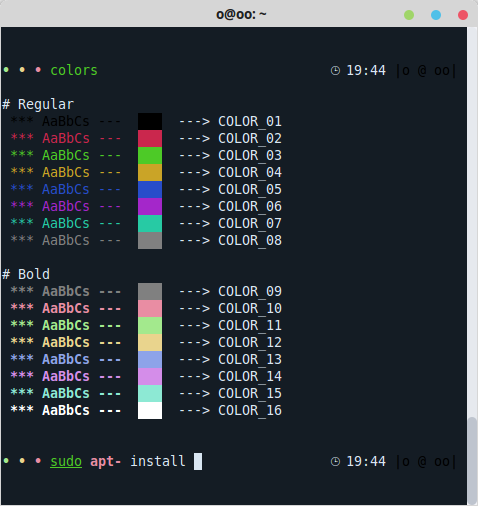 o@oo: ~
• • • colors 19:44 |o @ oo|
# Regular
*** AaBbCs --- ---> COLOR_01
*** AaBbCs --- ---> COLOR_02
*** AaBbCs --- ---> COLOR_03
*** AaBbCs --- ---> COLOR_04
*** AaBbCs --- ---> COLOR_05
*** AaBbCs --- ---> COLOR_06
*** AaBbCs --- ---> COLOR_07
*** AaBbCs --- ---> COLOR_08
# Bold
*** AaBbCs --- ---> COLOR_09
*** AaBbCs --- ---> COLOR_10
*** AaBbCs --- ---> COLOR_11
*** AaBbCs --- ---> COLOR_12
*** AaBbCs --- ---> COLOR_13
*** AaBbCs --- ---> COLOR_14
*** AaBbCs --- ---> COLOR_15
*** AaBbCs --- ---> COLOR_16
• • • sudo apt- install 19:44 |o @ oo|